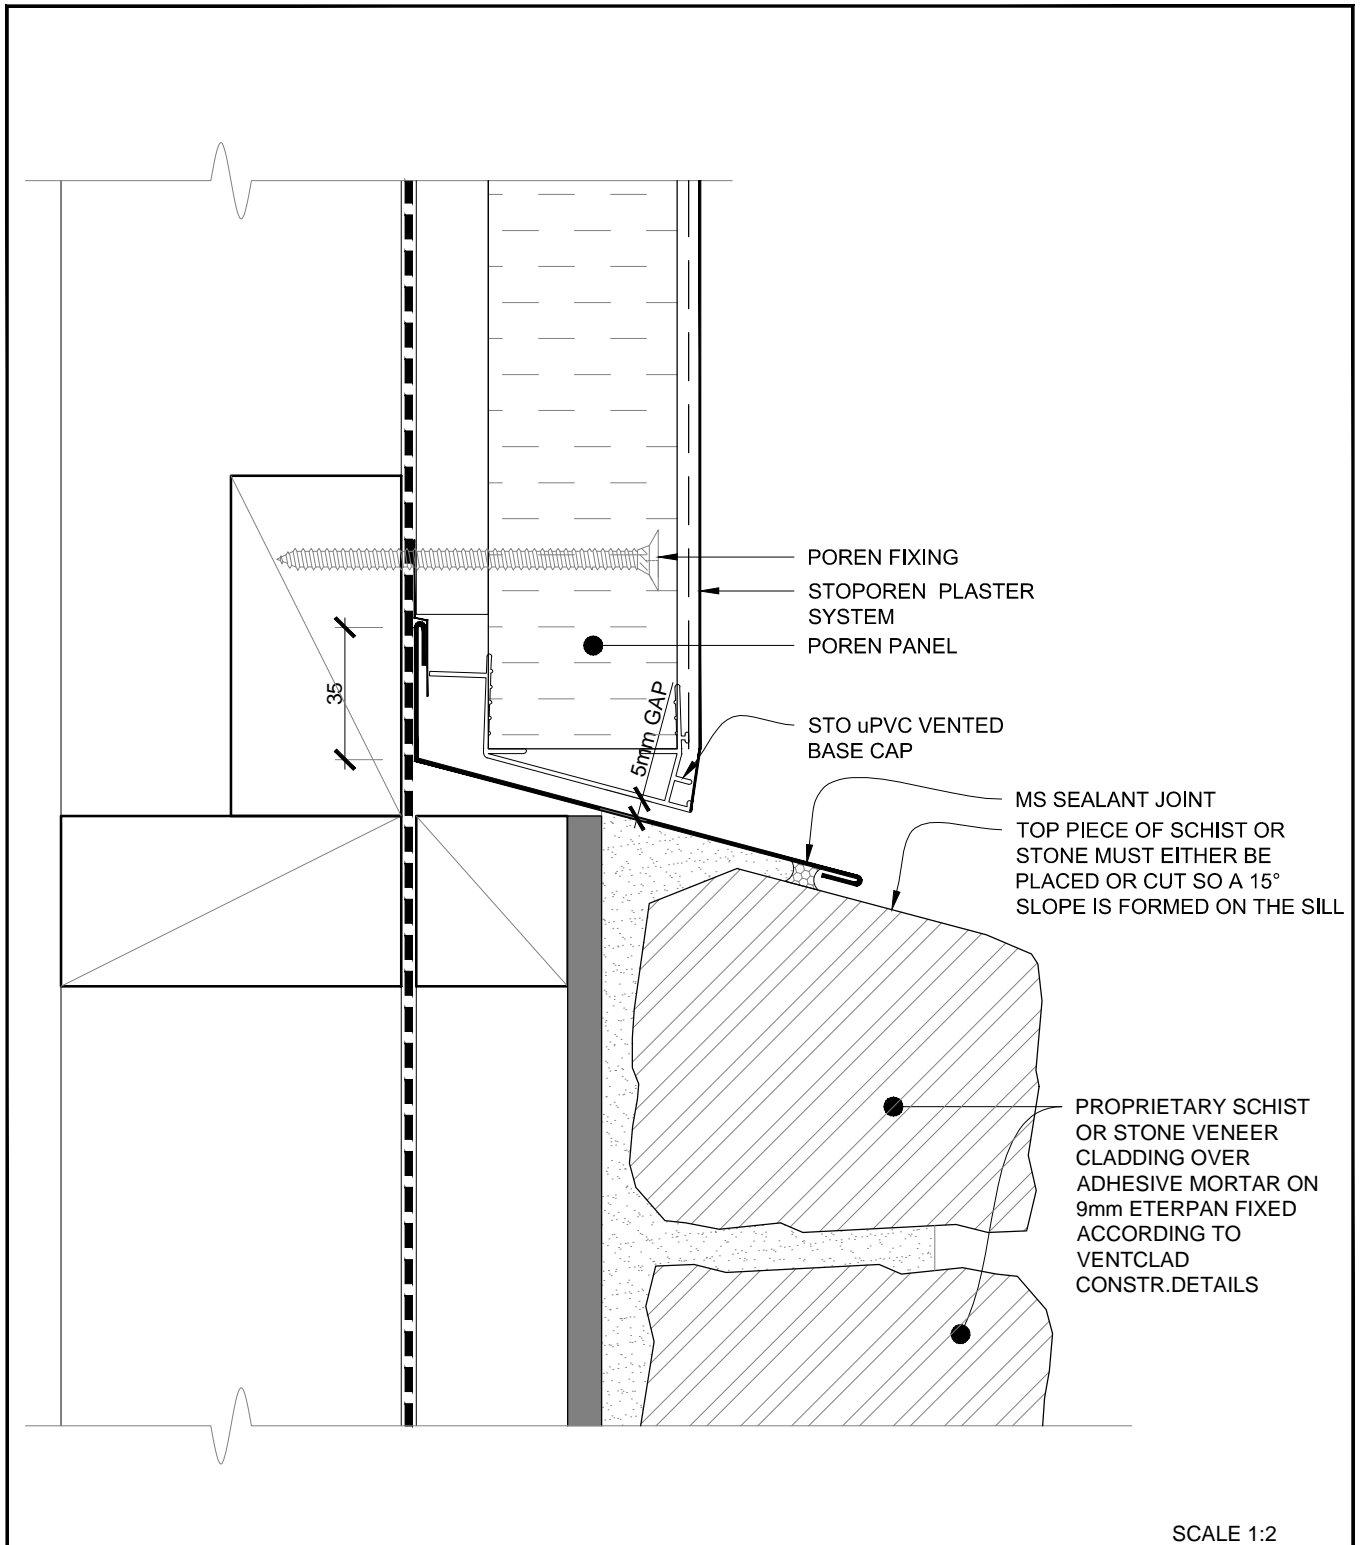 POREN FIXING
STOPOREN PLASTER
SYSTEM
POREN PANEL
35
5mm GAP
STO uPVC VENTED
BASE CAP
MS SEALANT JOINT
TOP PIECE OF SCHIST OR
STONE MUST EITHER BE
PLACED OR CUT SO A 15°
SLOPE IS FORMED ON THE SILL
PROPRIETARY SCHIST
OR STONE VENEER
CLADDING OVER
ADHESIVE MORTAR ON
9mm ETERPAN FIXED
ACCORDING TO
VENTCLAD
CONSTR.DETAILS
SCALE 1:2